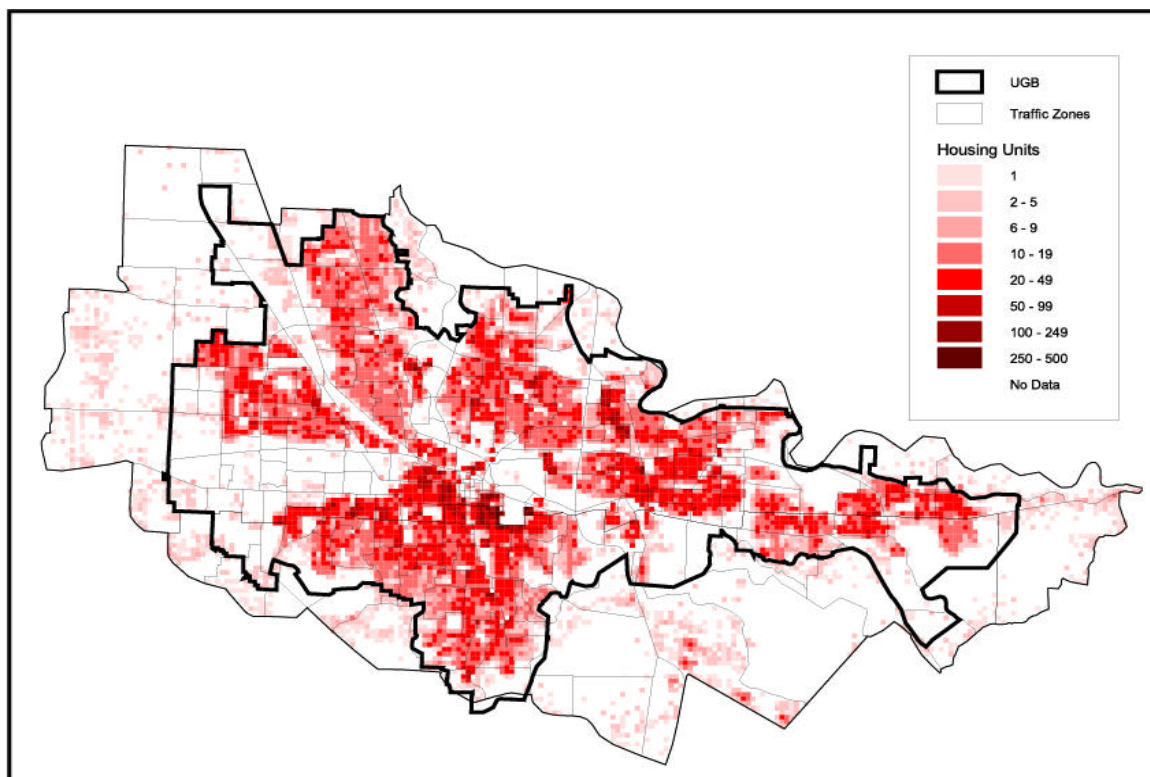 UGB
Traffic Zones
Housing Units
1
2 - 5
6 - 9
10 - 19
20 - 49
50 - 99
100 - 249
250 - 500
No Data